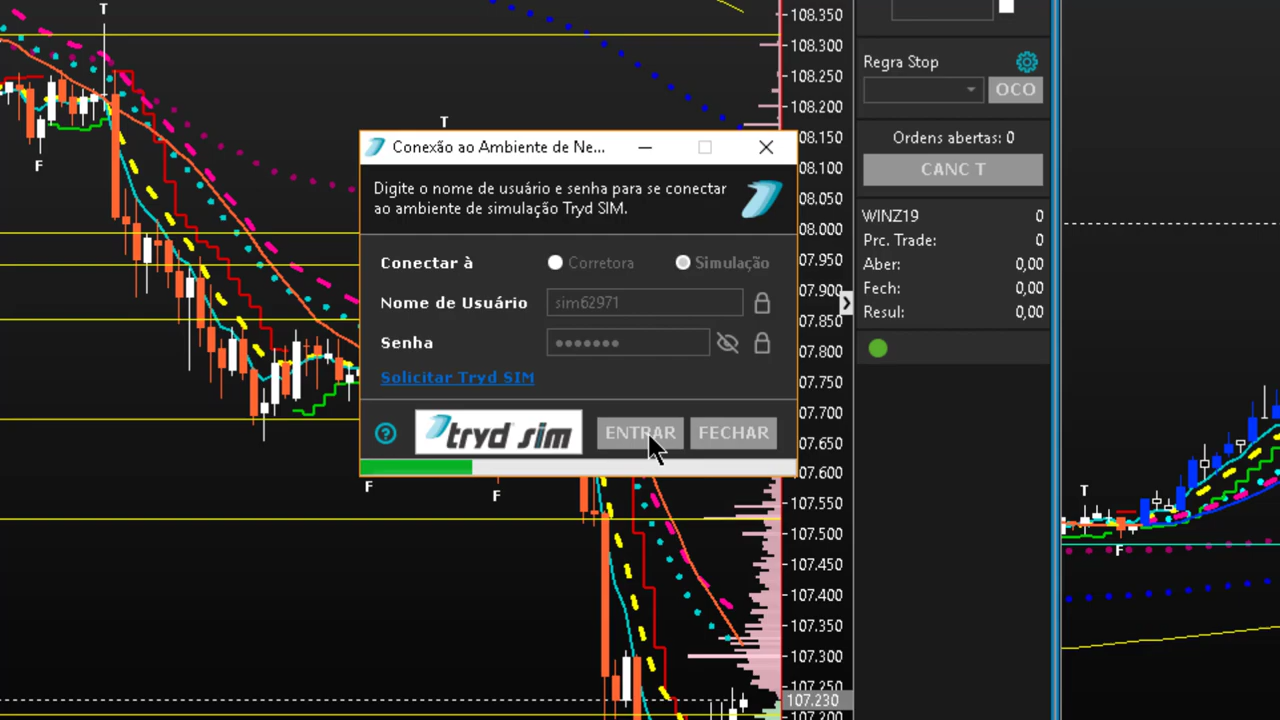 T
T
F
F
F
108.350
108.300
108.250
108.200
108.150
108.100
108.050
108.000
107.950
107.900
107.850
107.800
107.750
107.700
107.650
107.600
107.550
107.500
107.450
107.400
107.350
107.300
107.250
107.230
107.200
Conexão ao Ambiente de Ne...
Digite o nome de usuário e senha para se conectar
ao ambiente de simulação Tryd SIM.
Conectar à Corretora Simulação
Nome de Usuário sim62971
Senha •••••••
Solicitar Tryd SIM
? tryd sim ENTRAR FECHAR
Regra Stop
OCO
Ordens abertas: 0
CANC T
WINZ19 0
Prc. Trade: 0
Aber: 0,00
Fech: 0,00
Resul: 0,00
T
F